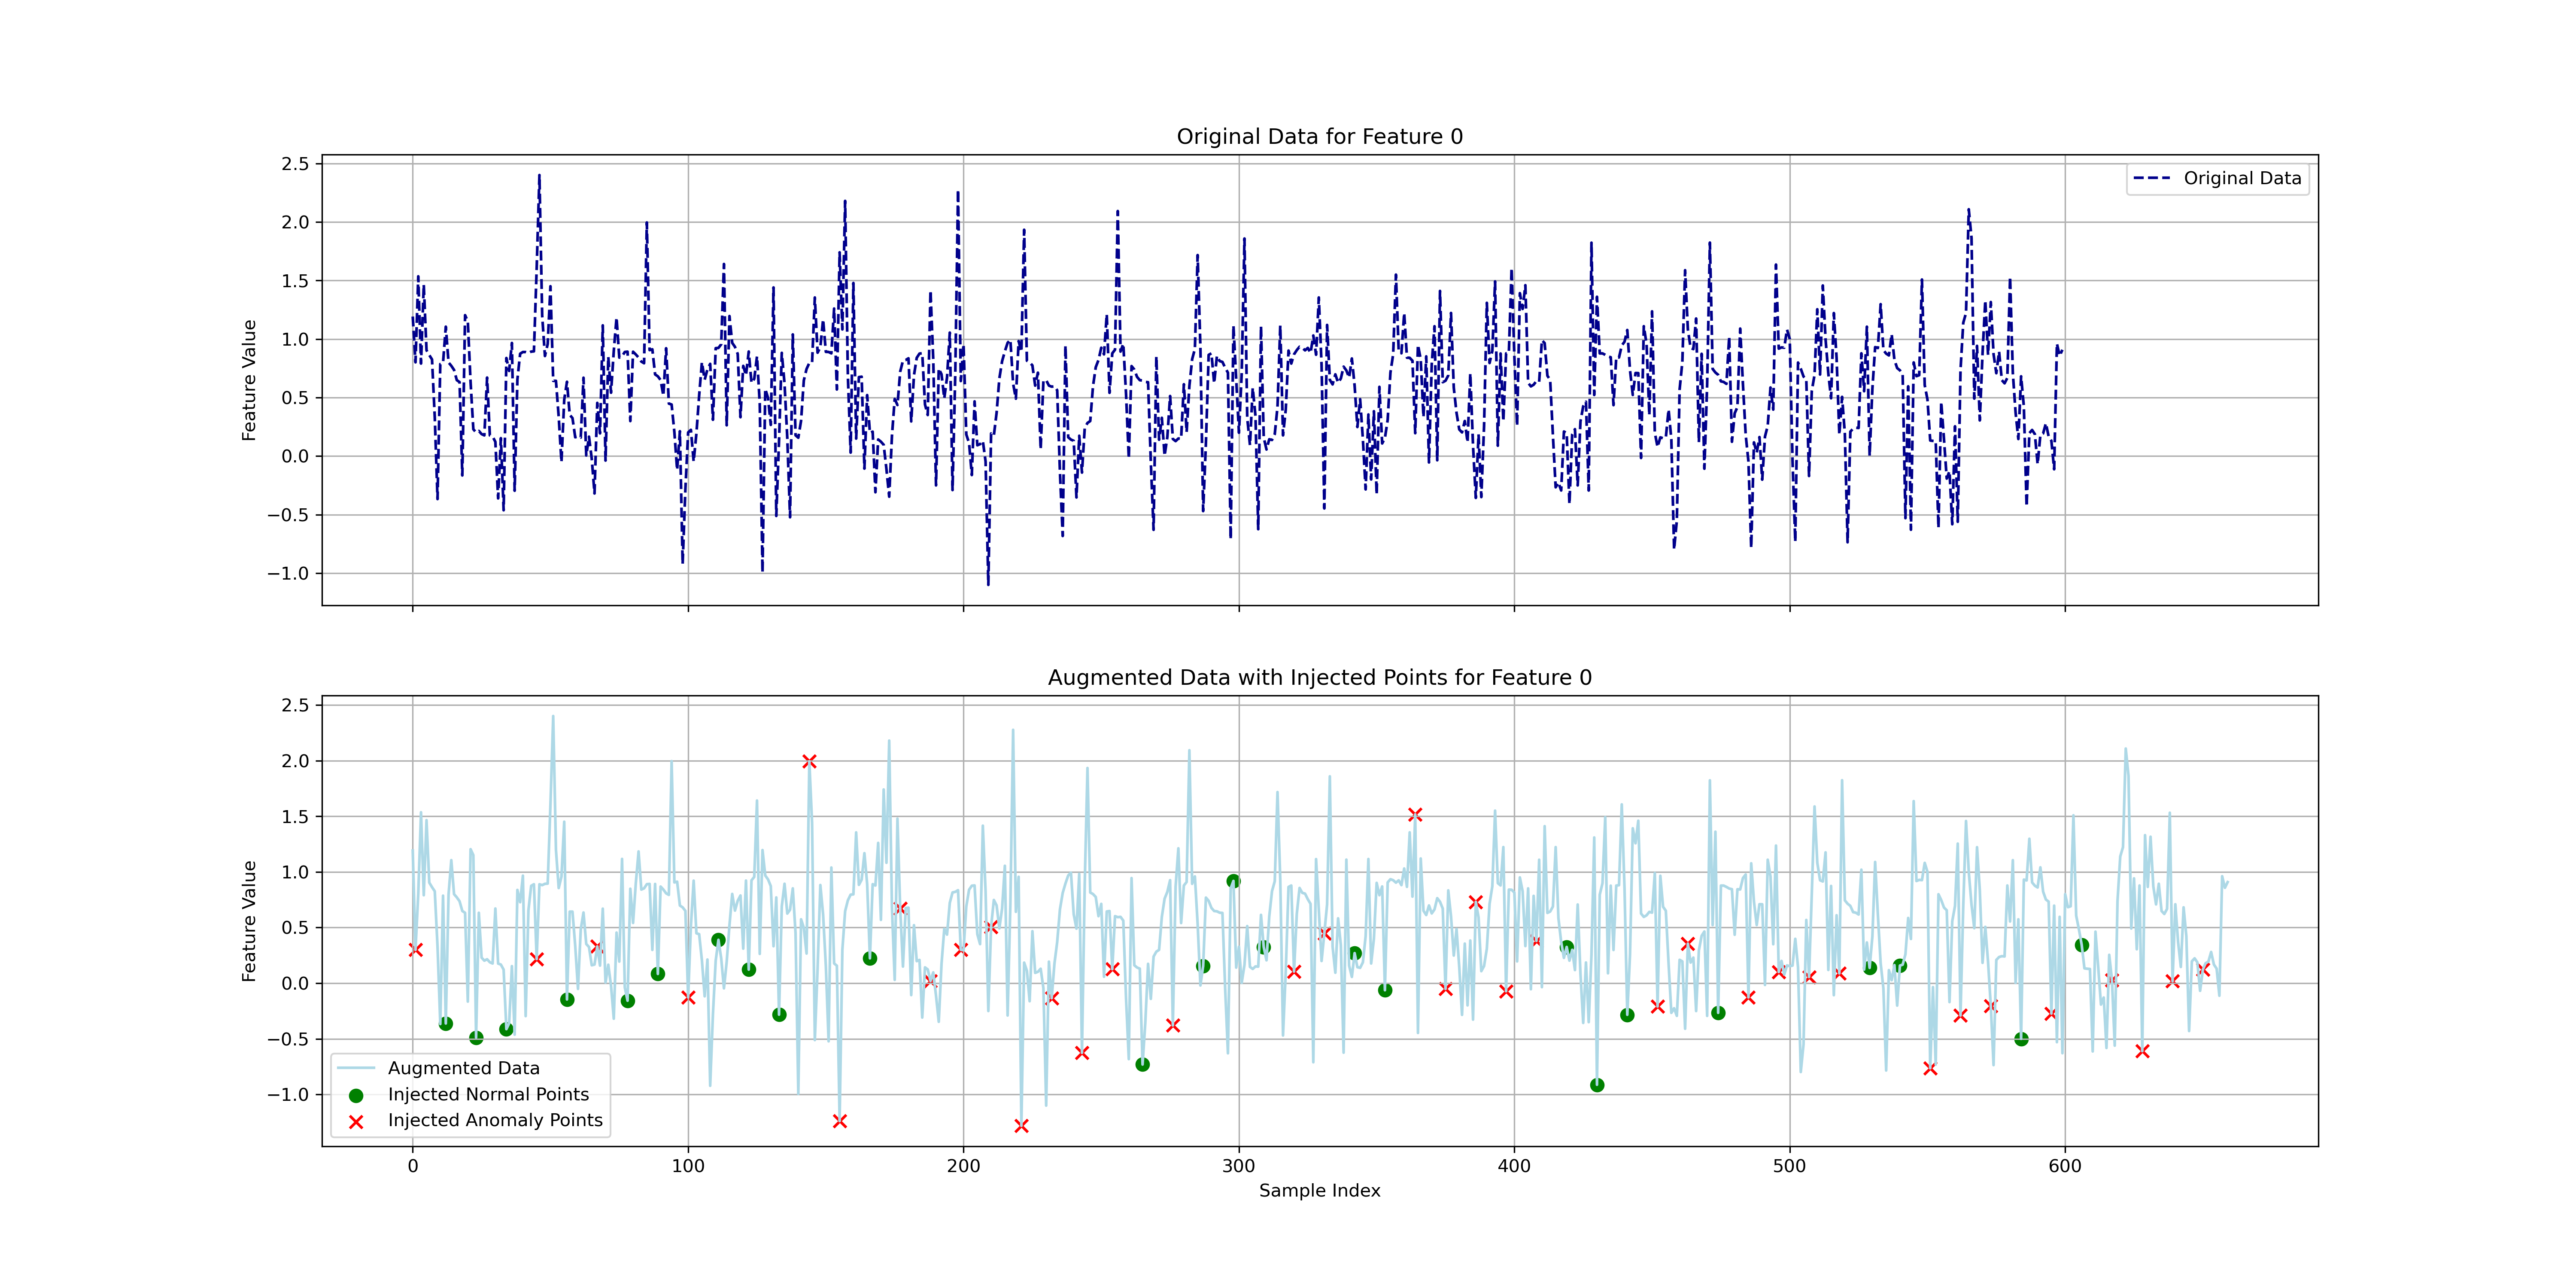 Original Data for Feature 0
2.5
2.0
1.5
1.0
0.5
0.0
−0.5
−1.0
Feature Value
Original Data
Augmented Data with Injected Points for Feature 0
2.5
2.0
1.5
1.0
0.5
0.0
−0.5
−1.0
Feature Value
Augmented Data
Injected Normal Points
Injected Anomaly Points
0 100 200 300 400 500 600
Sample Index